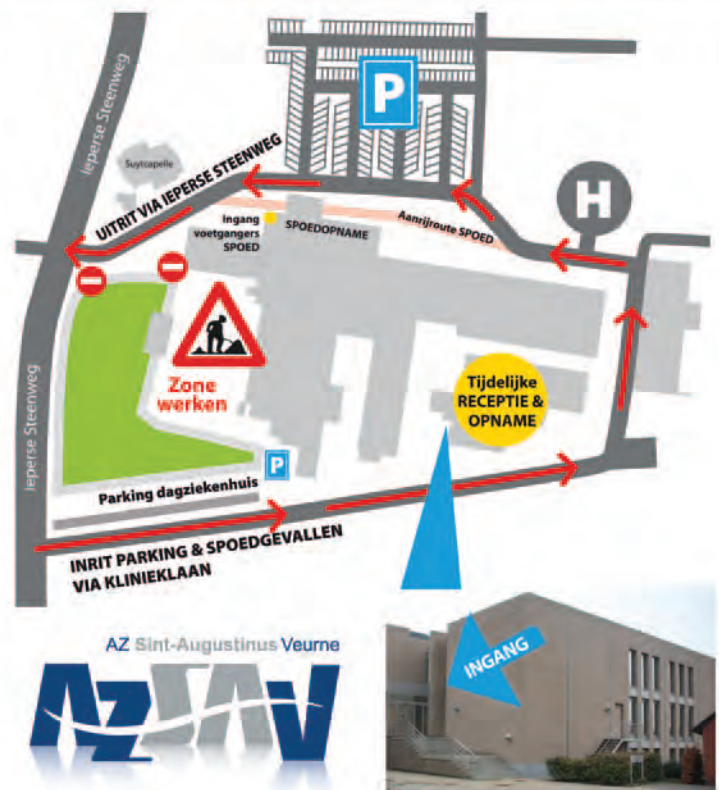 Ieperse Steenweg
P
Suytcapelle
UITRIT VIA IEPERSE STEENWEG
H
Ingang
voetgangers
SPOED
SPOEDOPNAME
Aanrijroute SPOED
Zone
werken
Tijdelijke
RECEPTIE &
OPNAME
Ieperse Steenweg
P
Parking dagziekenhuis
INRIT PARKING & SPOEDGEVALLEN
VIA KLINIEKLAAN
AZ Sint-Augustinus Veurne
AZSAV
INGANG